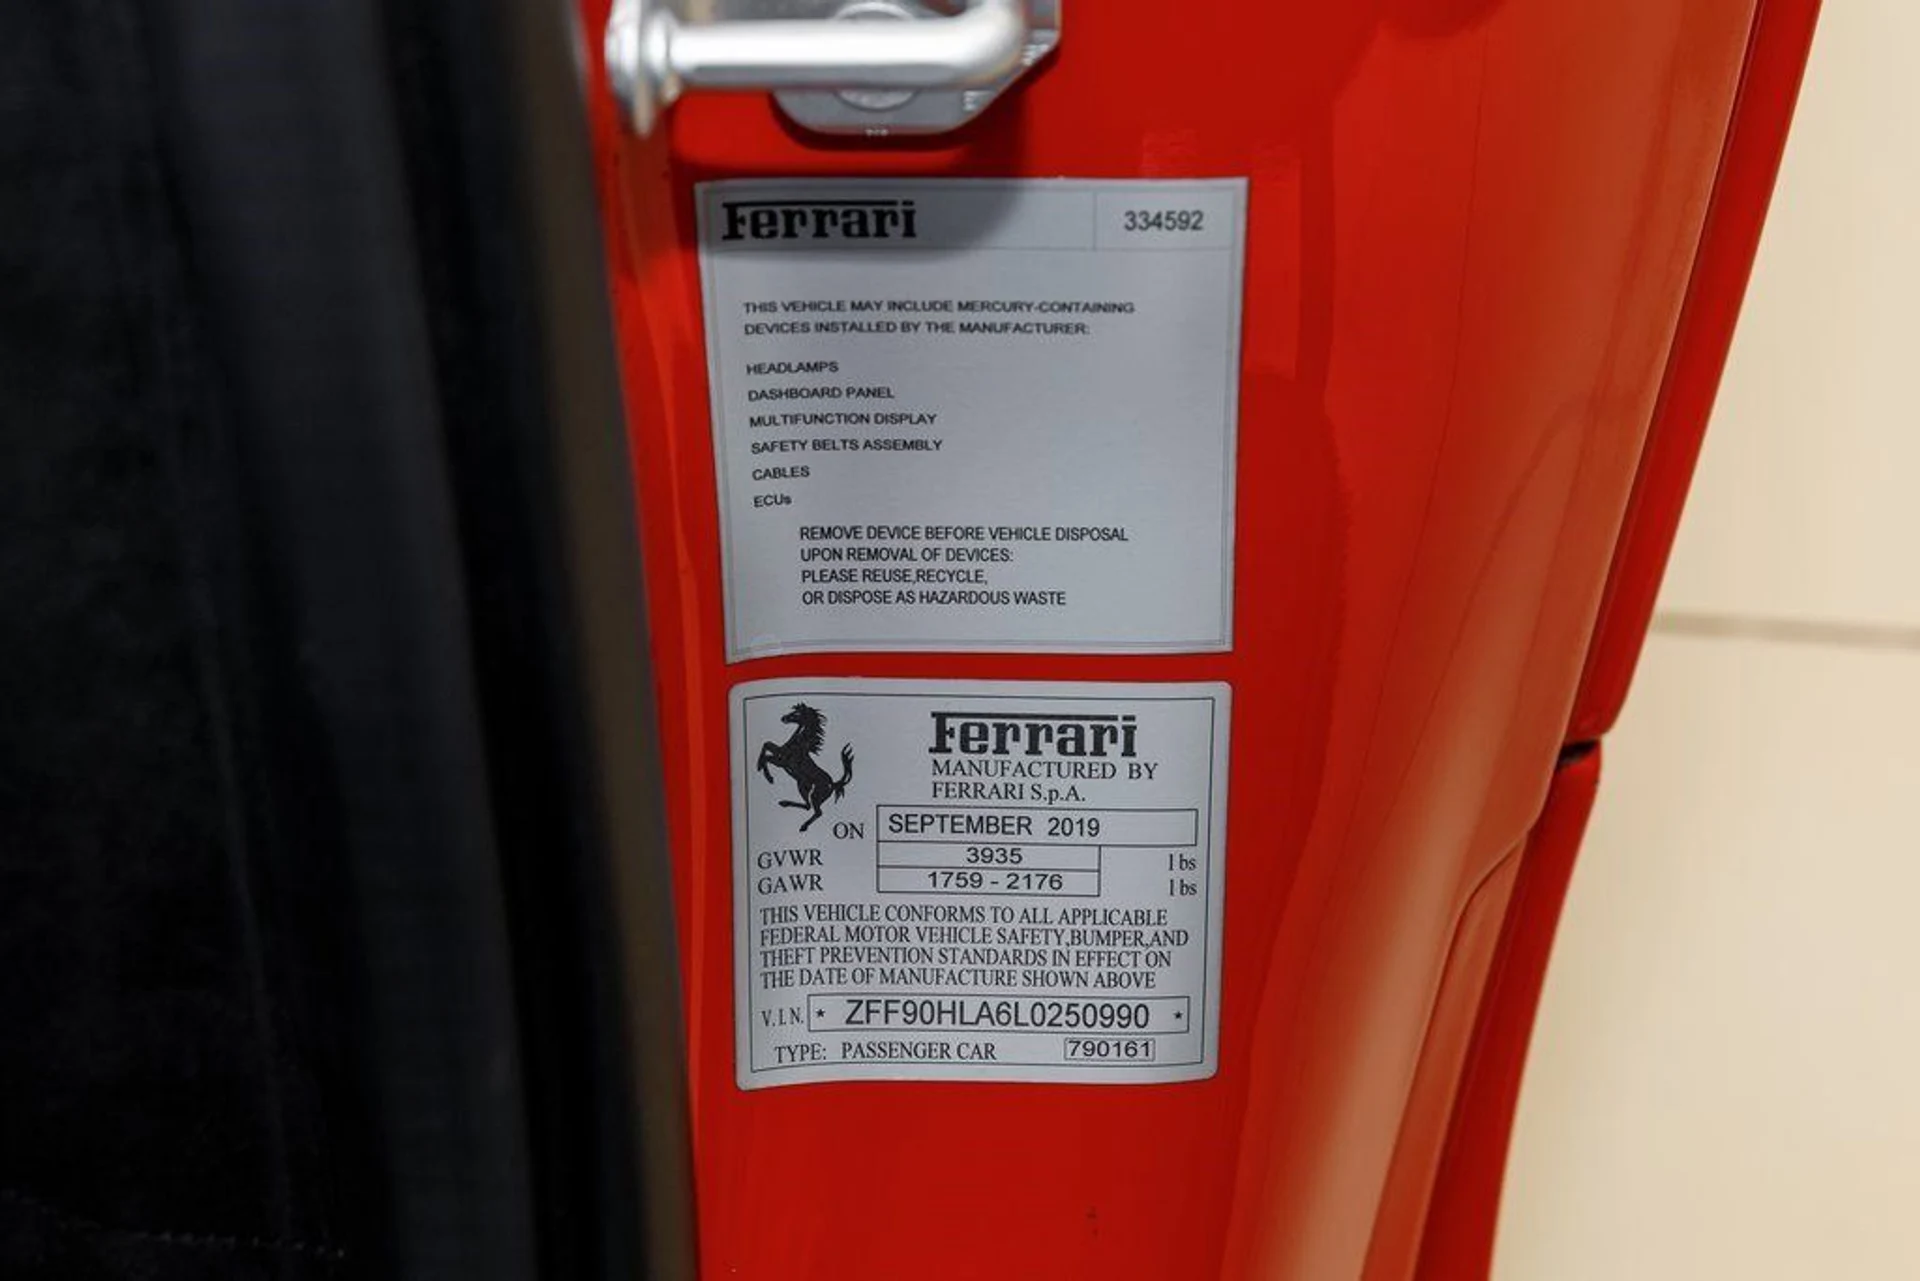 Ferrari 334592
THIS VEHICLE MAY INCLUDE MERCURY-CONTAINING
DEVICES INSTALLED BY THE MANUFACTURER:
HEADLAMPS
DASHBOARD PANEL
MULTIFUNCTION DISPLAY
SAFETY BELTS ASSEMBLY
CABLES
ECUs
REMOVE DEVICE BEFORE VEHICLE DISPOSAL
UPON REMOVAL OF DEVICES:
PLEASE REUSE,RECYCLE,
OR DISPOSE AS HAZARDOUS WASTE
Ferrari
MANUFACTURED BY
FERRARI S.p.A.
ON SEPTEMBER 2019
GVWR 3935 lbs
GAWR 1759 - 2176 lbs
THIS VEHICLE CONFORMS TO ALL APPLICABLE
FEDERAL MOTOR VEHICLE SAFETY,BUMPER,AND
THEFT PREVENTION STANDARDS IN EFFECT ON
THE DATE OF MANUFACTURE SHOWN ABOVE
V.I.N. * ZFF90HLA6L0250990 *
TYPE: PASSENGER CAR 790161